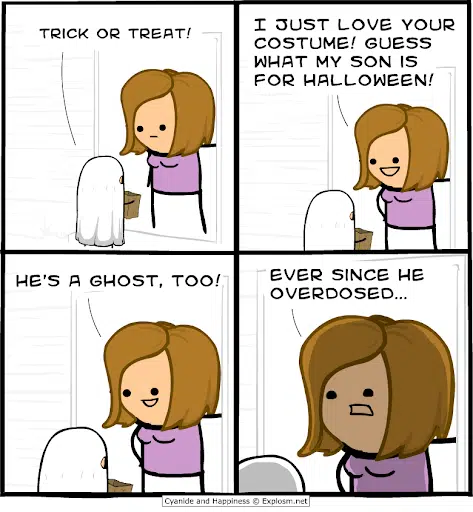 TRICK OR TREAT!
I JUST LOVE YOUR
COSTUME! GUESS
WHAT MY SON IS
FOR HALLOWEEN!
HE'S A GHOST, TOO!
EVER SINCE HE
OVERDOSED...
Cyanide and Happiness © Explosm.net